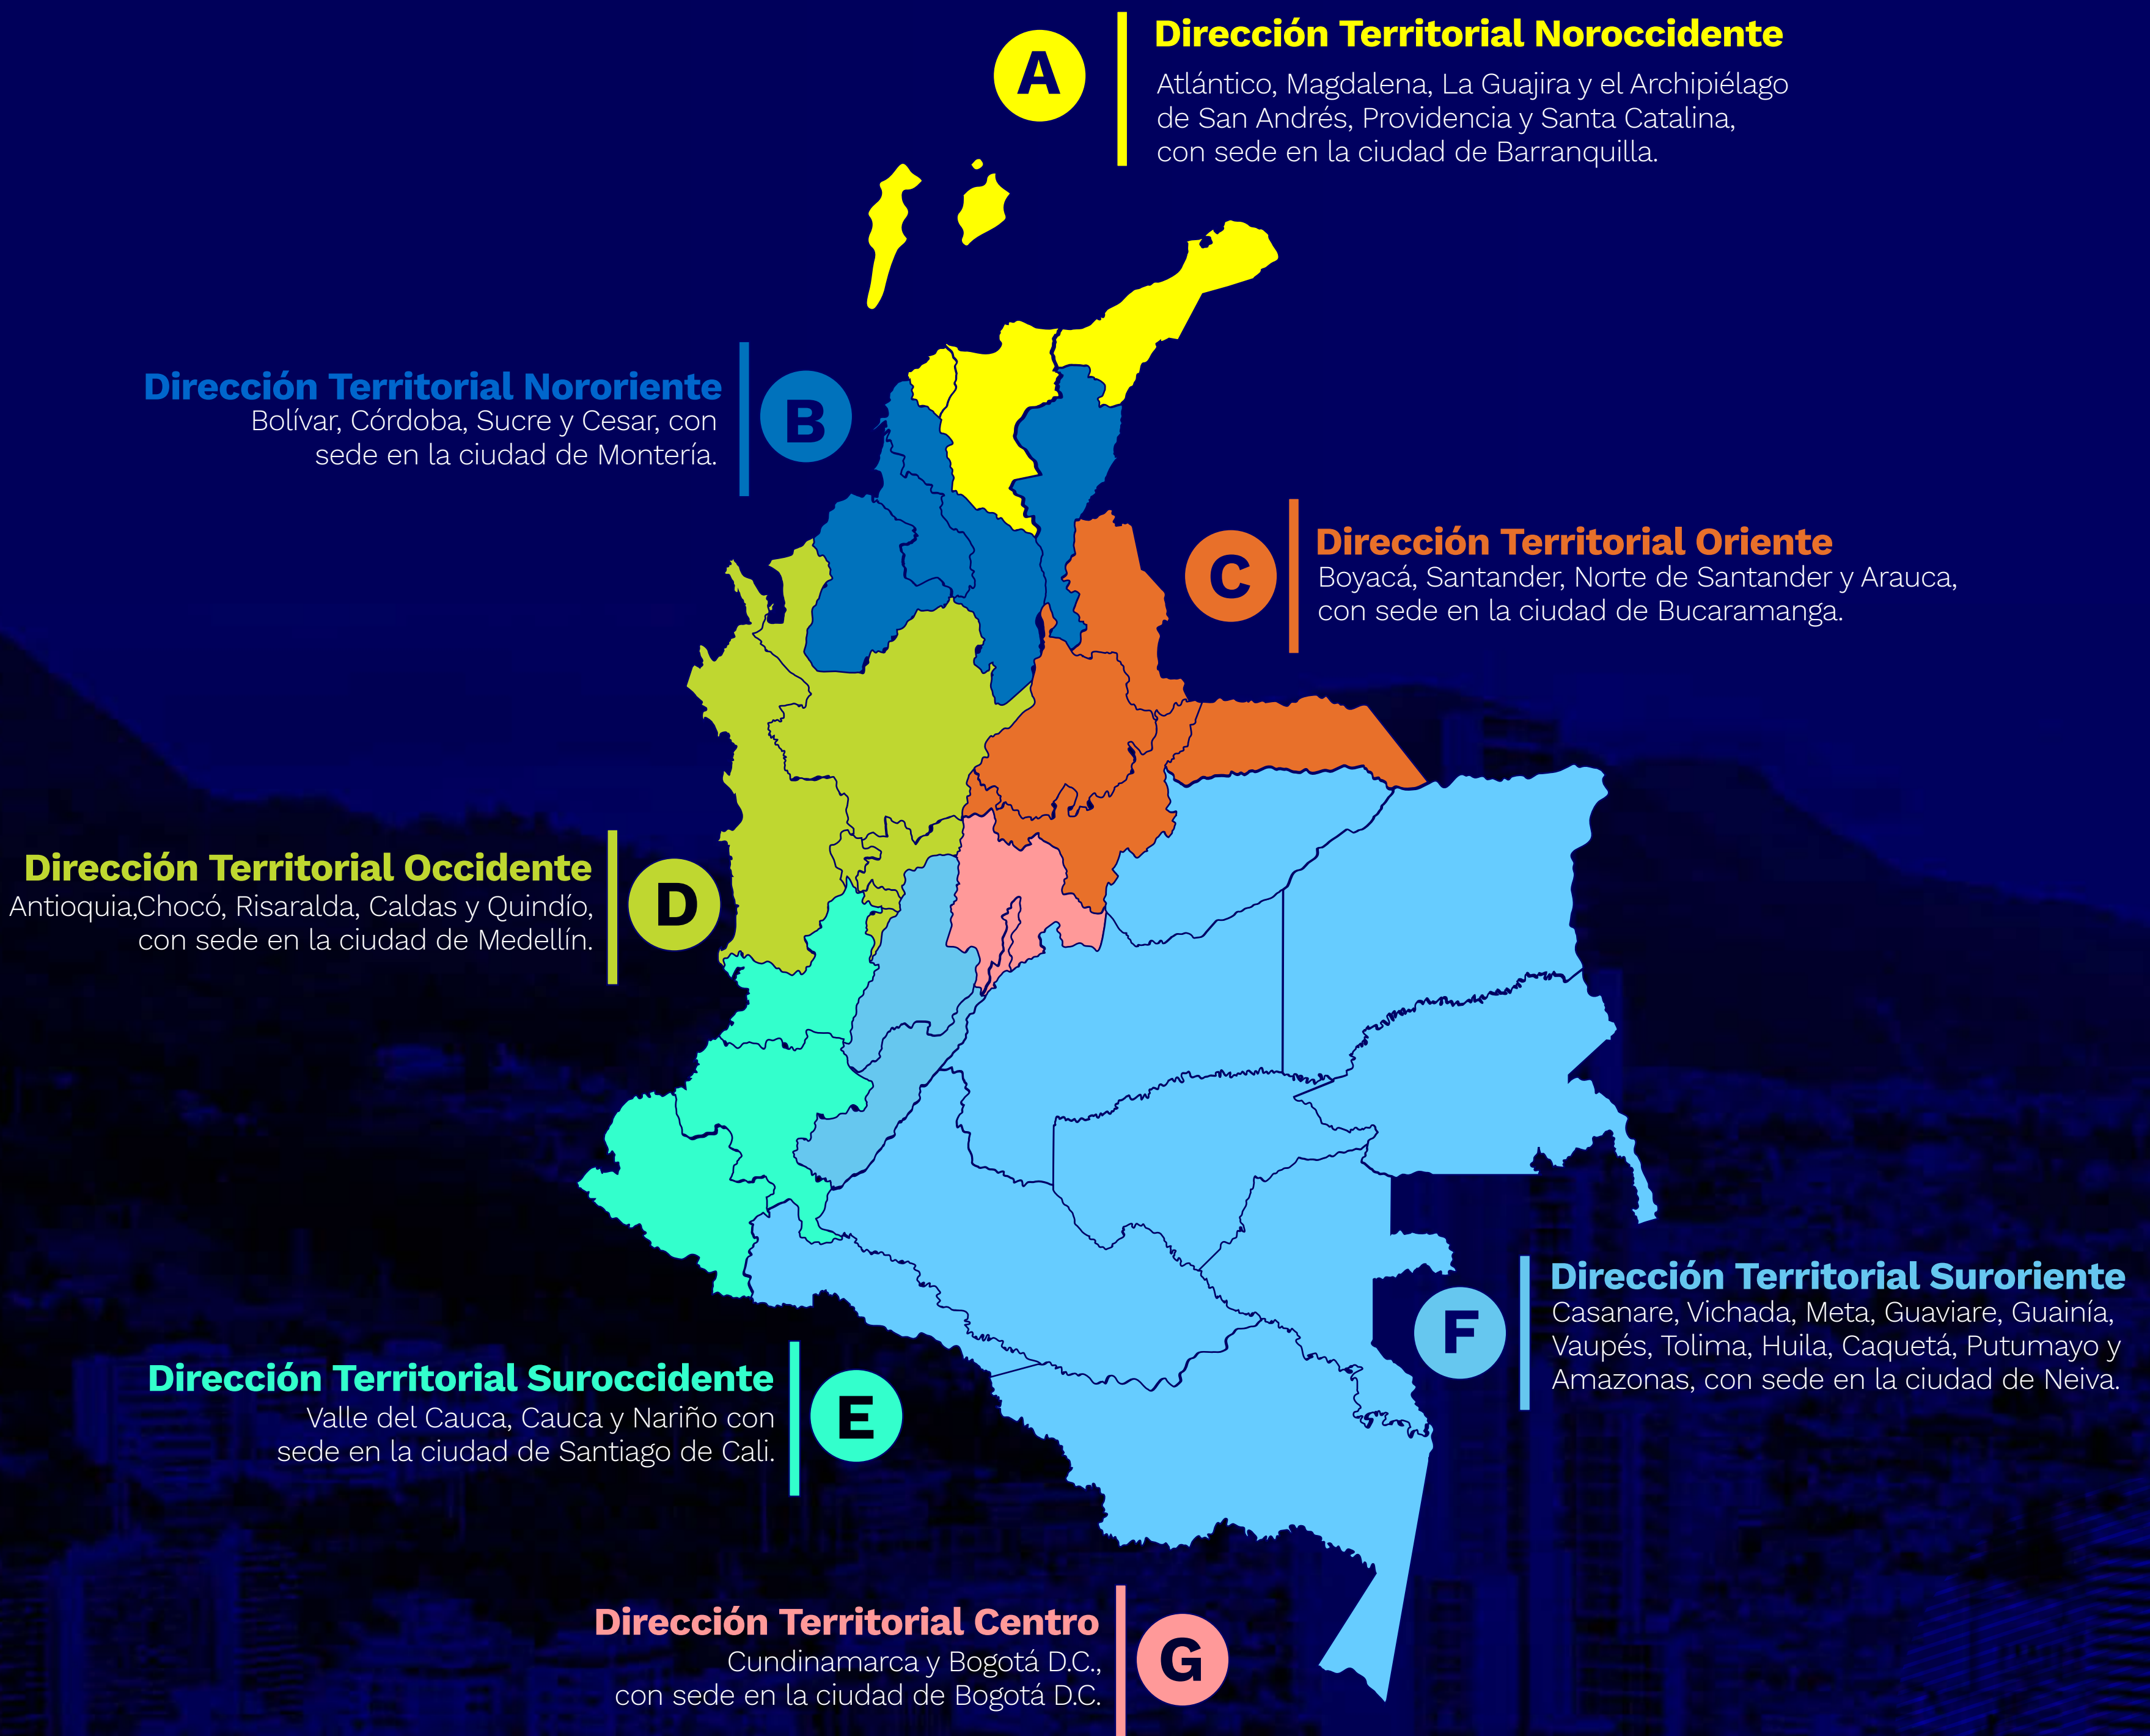 A
Dirección Territorial Noroccidente
Atlántico, Magdalena, La Guajira y el Archipiélago
de San Andrés, Providencia y Santa Catalina,
con sede en la ciudad de Barranquilla.
Dirección Territorial Nororiente
Bolívar, Córdoba, Sucre y Cesar, con
sede en la ciudad de Montería.
B
C
Dirección Territorial Oriente
Boyacá, Santander, Norte de Santander y Arauca,
con sede en la ciudad de Bucaramanga.
Dirección Territorial Occidente
Antioquia,Chocó, Risaralda, Caldas y Quindío,
con sede en la ciudad de Medellín.
D
F
Dirección Territorial Suroriente
Casanare, Vichada, Meta, Guaviare, Guainía,
Vaupés, Tolima, Huila, Caquetá, Putumayo y
Amazonas, con sede en la ciudad de Neiva.
Dirección Territorial Suroccidente
Valle del Cauca, Cauca y Nariño con
sede en la ciudad de Santiago de Cali.
E
Dirección Territorial Centro
Cundinamarca y Bogotá D.C.,
con sede en la ciudad de Bogotá D.C.
G